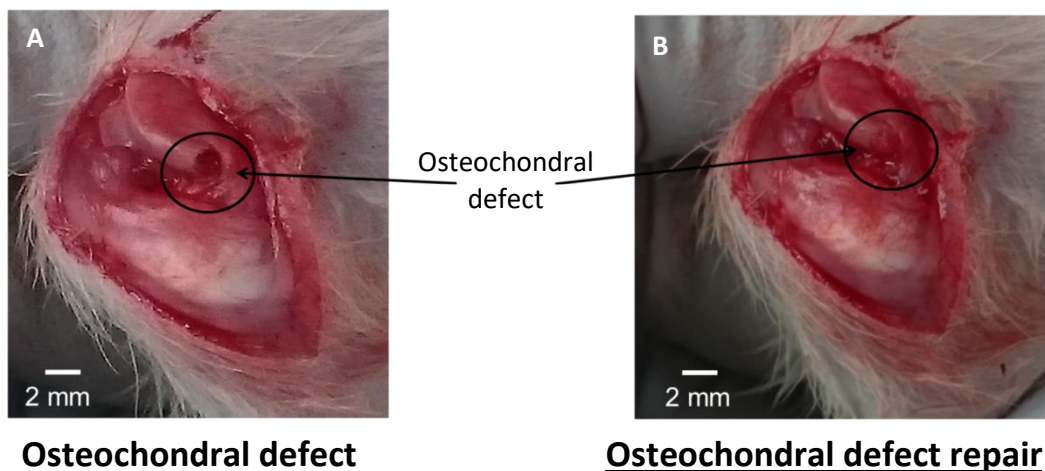 A
B
Osteochondral
defect
2 mm
2 mm
Osteochondral defect
Osteochondral defect repair